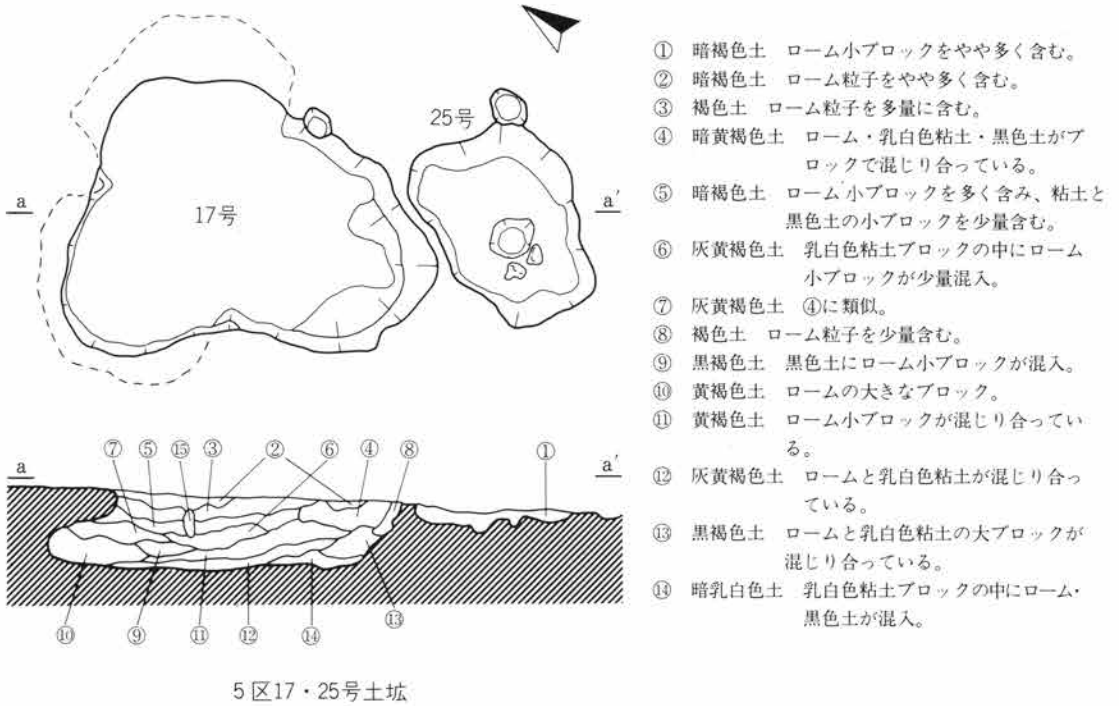 25号
a
17号
a′
⑦ ⑤ ⑮ ③ ② ⑥ ④ ⑧ ①
a
a′
⑩ ⑨ ⑪ ⑫ ⑭ ⑬
5区17・25号土坑
① 暗褐色土 ローム小ブロックをやや多く含む。
② 暗褐色土 ローム粒子をやや多く含む。
③ 褐色土 ローム粒子を多量に含む。
④ 暗黄褐色土 ローム・乳白色粘土・黒色土がブ
ロックで混じり合っている。
⑤ 暗褐色土 ローム小ブロックを多く含み、粘土と
黒色土の小ブロックを少量含む。
⑥ 灰黄褐色土 乳白色粘土ブロックの中にローム
小ブロックが少量混入。
⑦ 灰黄褐色土 ④に類似。
⑧ 褐色土 ローム粒子を少量含む。
⑨ 黒褐色土 黒色土にローム小ブロックが混入。
⑩ 黄褐色土 ロームの大きなブロック。
⑪ 黄褐色土 ローム小ブロックが混じり合ってい
る。
⑫ 灰黄褐色土 ロームと乳白色粘土が混じり合っ
ている。
⑬ 黒褐色土 ロームと乳白色粘土の大ブロックが
混じり合っている。
⑭ 暗乳白色土 乳白色粘土ブロックの中にローム・
黒色土が混入。